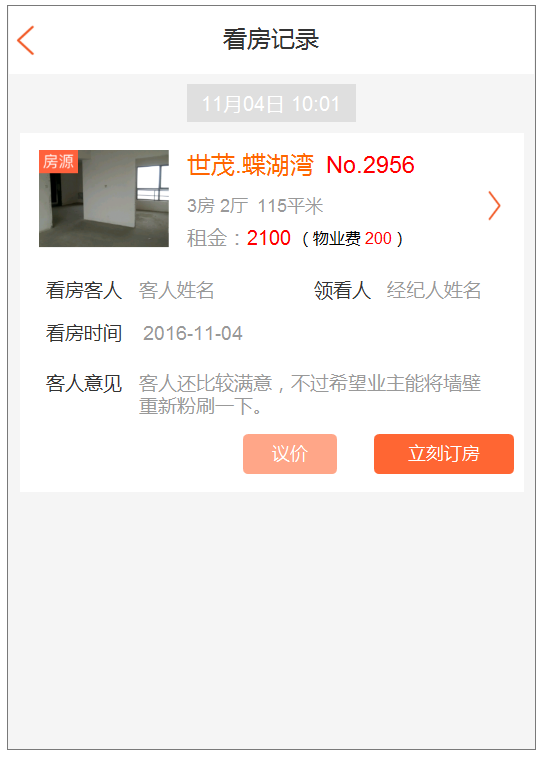 看房记录
11月04日 10:01
房源
世茂.蝶湖湾 No.2956
3房 2厅 115平米
租金：2100 （物业费 200）
看房客人 客人姓名 领看人 经纪人姓名
看房时间 2016-11-04
客人意见 客人还比较满意，不过希望业主能将墙壁
重新粉刷一下。
议价 立刻订房